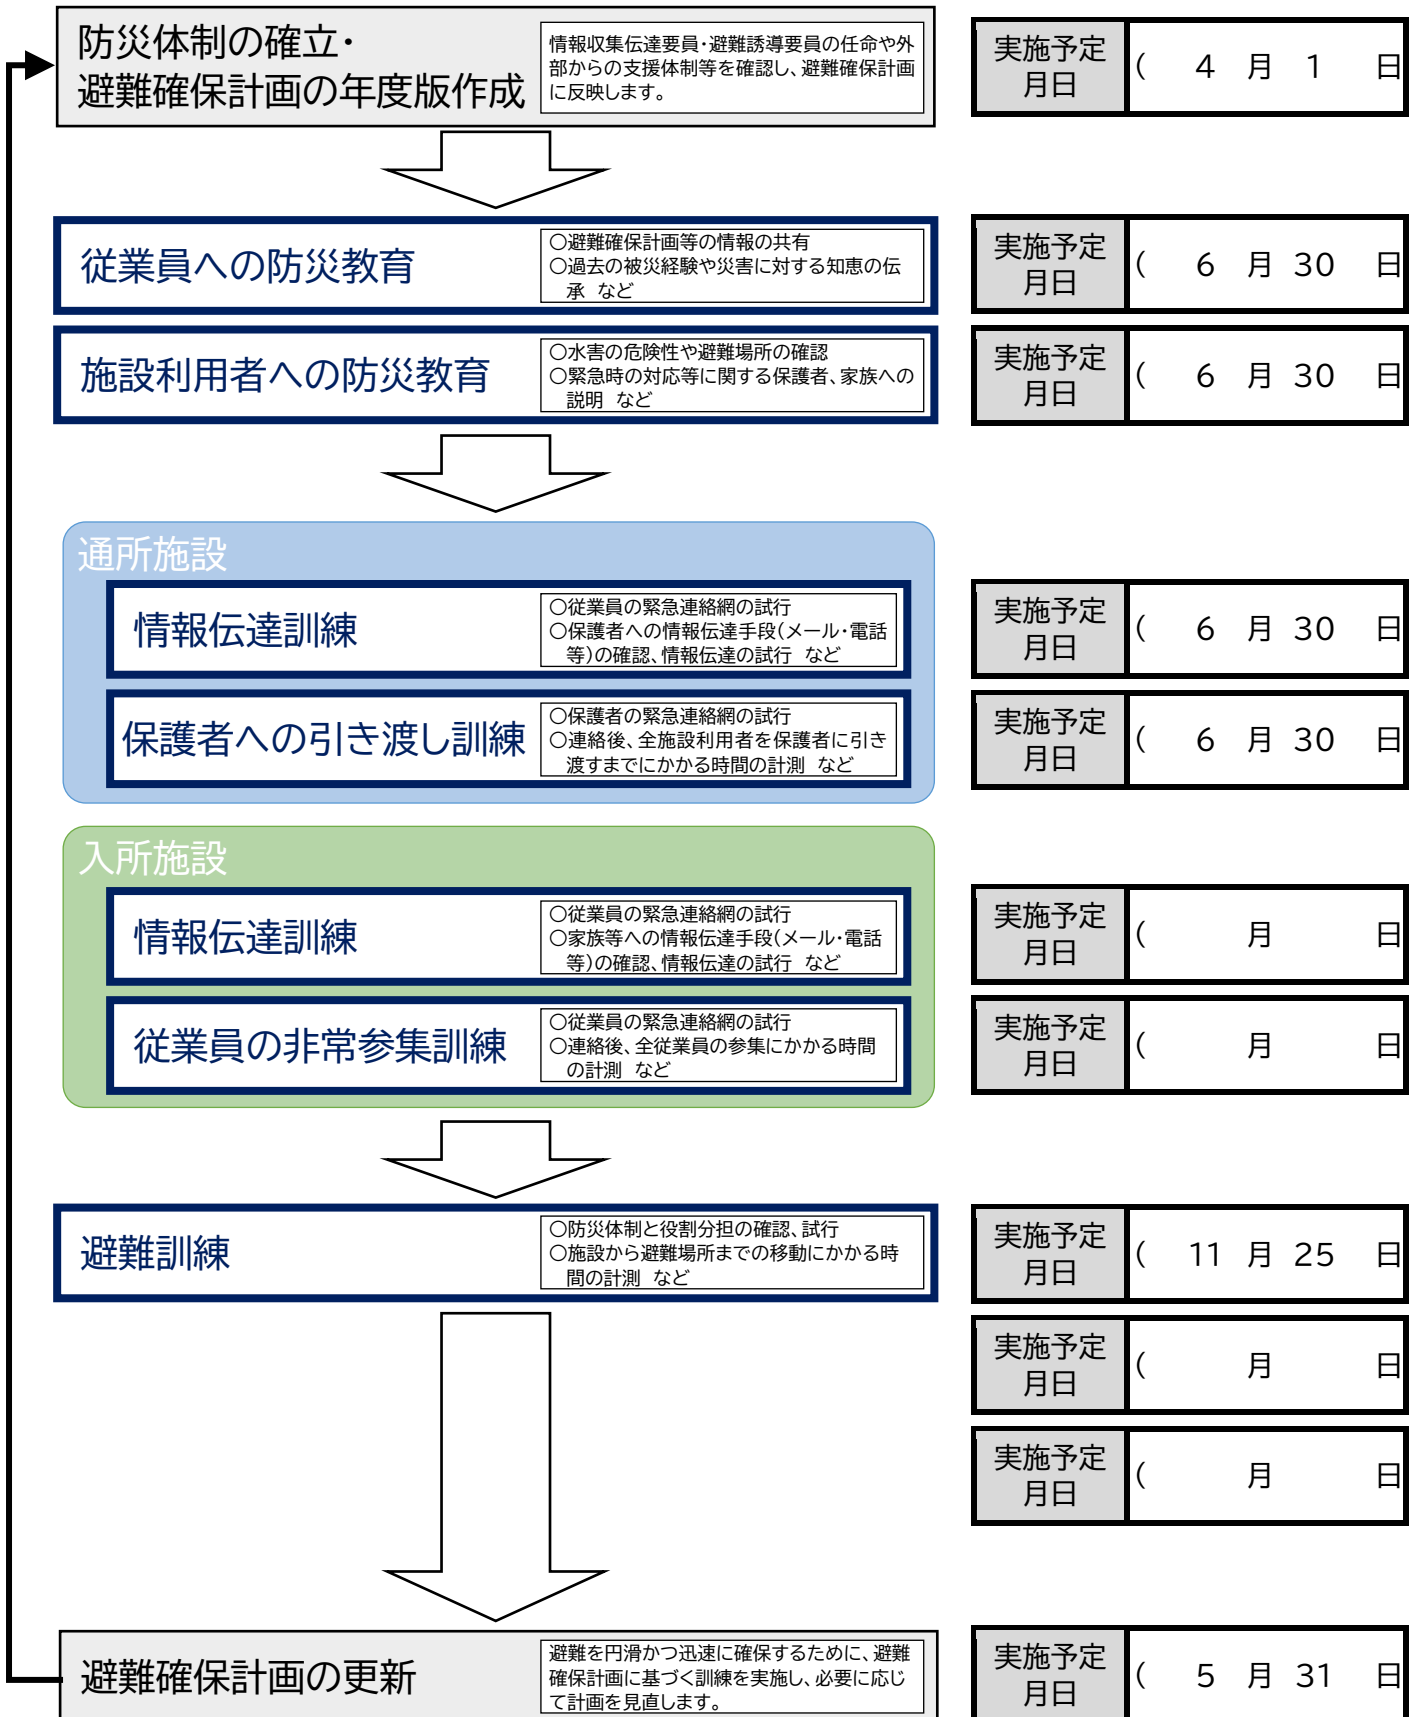 防災体制の確立・
避難確保計画の年度版作成
情報収集伝達要員・避難誘導要員の任命や外
部からの支援体制等を確認し、避難確保計画
に反映します。
実施予定
月日
( 4 月 1 日
従業員への防災教育
○避難確保計画等の情報の共有
○過去の被災経験や災害に対する知恵の伝
承 など
実施予定
月日
( 6 月 30 日
施設利用者への防災教育
○水害の危険性や避難場所の確認
○緊急時の対応等に関する保護者、家族への
説明 など
実施予定
月日
( 6 月 30 日
通所施設
情報伝達訓練
○従業員の緊急連絡網の試行
○保護者への情報伝達手段(メール・電話
等)の確認、情報伝達の試行 など
実施予定
月日
( 6 月 30 日
保護者への引き渡し訓練
○保護者の緊急連絡網の試行
○連絡後、全施設利用者を保護者に引き
渡すまでにかかる時間の計測 など
実施予定
月日
( 6 月 30 日
入所施設
情報伝達訓練
○従業員の緊急連絡網の試行
○家族等への情報伝達手段(メール・電話
等)の確認、情報伝達の試行 など
実施予定
月日
( 月 日
従業員の非常参集訓練
○従業員の緊急連絡網の試行
○連絡後、全従業員の参集にかかる時間
の計測 など
実施予定
月日
( 月 日
避難訓練
○防災体制と役割分担の確認、試行
○施設から避難場所までの移動にかかる時
間の計測 など
実施予定
月日
( 11 月 25 日
実施予定
月日
( 月 日
実施予定
月日
( 月 日
避難確保計画の更新
避難を円滑かつ迅速に確保するために、避難
確保計画に基づく訓練を実施し、必要に応じ
て計画を見直します。
実施予定
月日
( 5 月 31 日